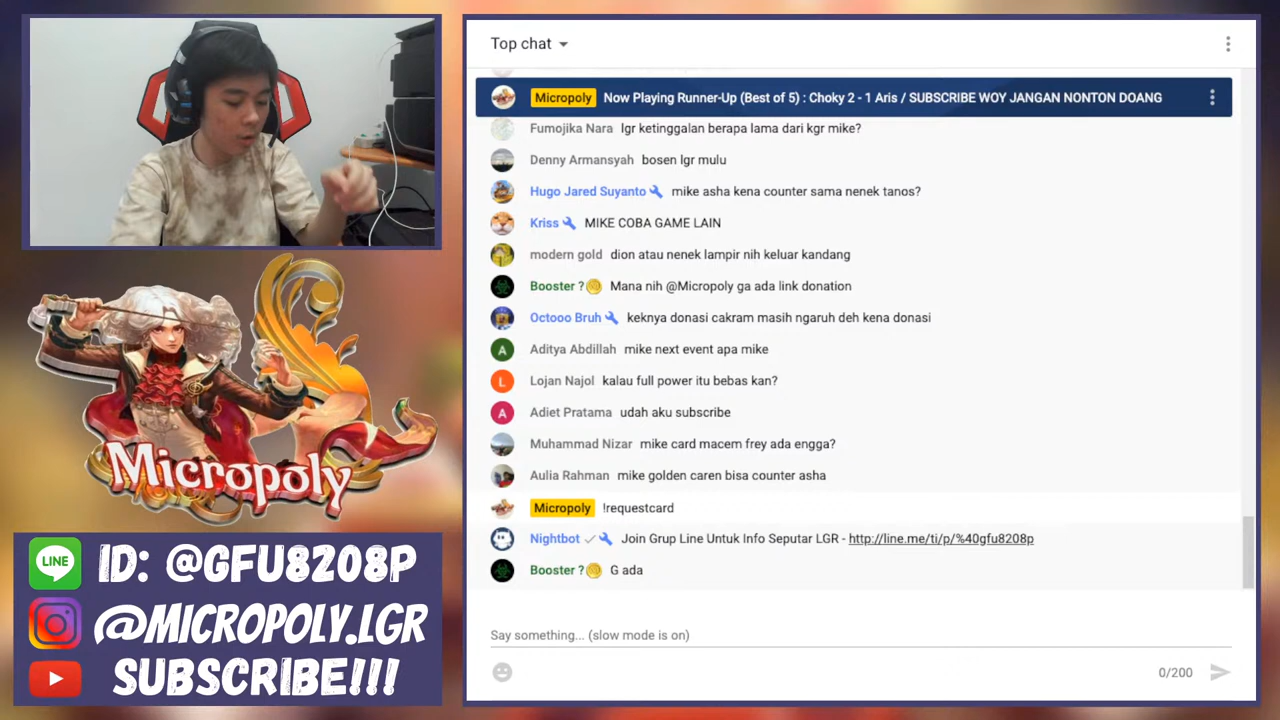 Top chat
Micropoly Now Playing Runner-Up (Best of 5) : Choky 2 - 1 Aris / SUBSCRIBE WOY JANGAN NONTON DOANG
Fumojika Nara lgr ketinggalan berapa lama dari kgr mike?
Denny Armansyah bosen lgr mulu
Hugo Jared Suyanto mike asha kena counter sama nenek tanos?
Kriss MIKE COBA GAME LAIN
modern gold dion atau nenek lampir nih keluar kandang
Booster ? Mana nih @Micropoly ga ada link donation
Octooo Bruh keknya donasi cakram masih ngaruh deh kena donasi
A Aditya Abdillah mike next event apa mike
L Lojan Najol kalau full power itu bebas kan?
A Adiet Pratama udah aku subscribe
Muhammad Nizar mike card macem frey ada engga?
Aulia Rahman mike golden caren bisa counter asha
Micropoly !requestcard
Nightbot Join Grup Line Untuk Info Seputar LGR - http://line.me/ti/p/%40gfu8208p
Booster ? G ada
Say something... (slow mode is on)
0/200
Micropoly
LINE ID: @GFU8208P
@MICROPOLY.LGR
SUBSCRIBE!!!